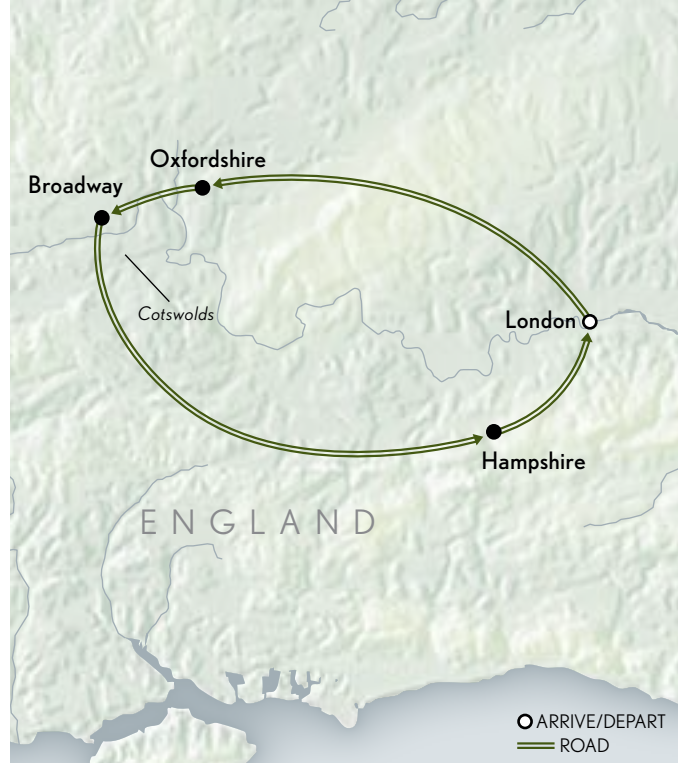 Oxfordshire
Broadway
Cotswolds
London
Hampshire
ENGLAND
ARRIVE/DEPART
ROAD